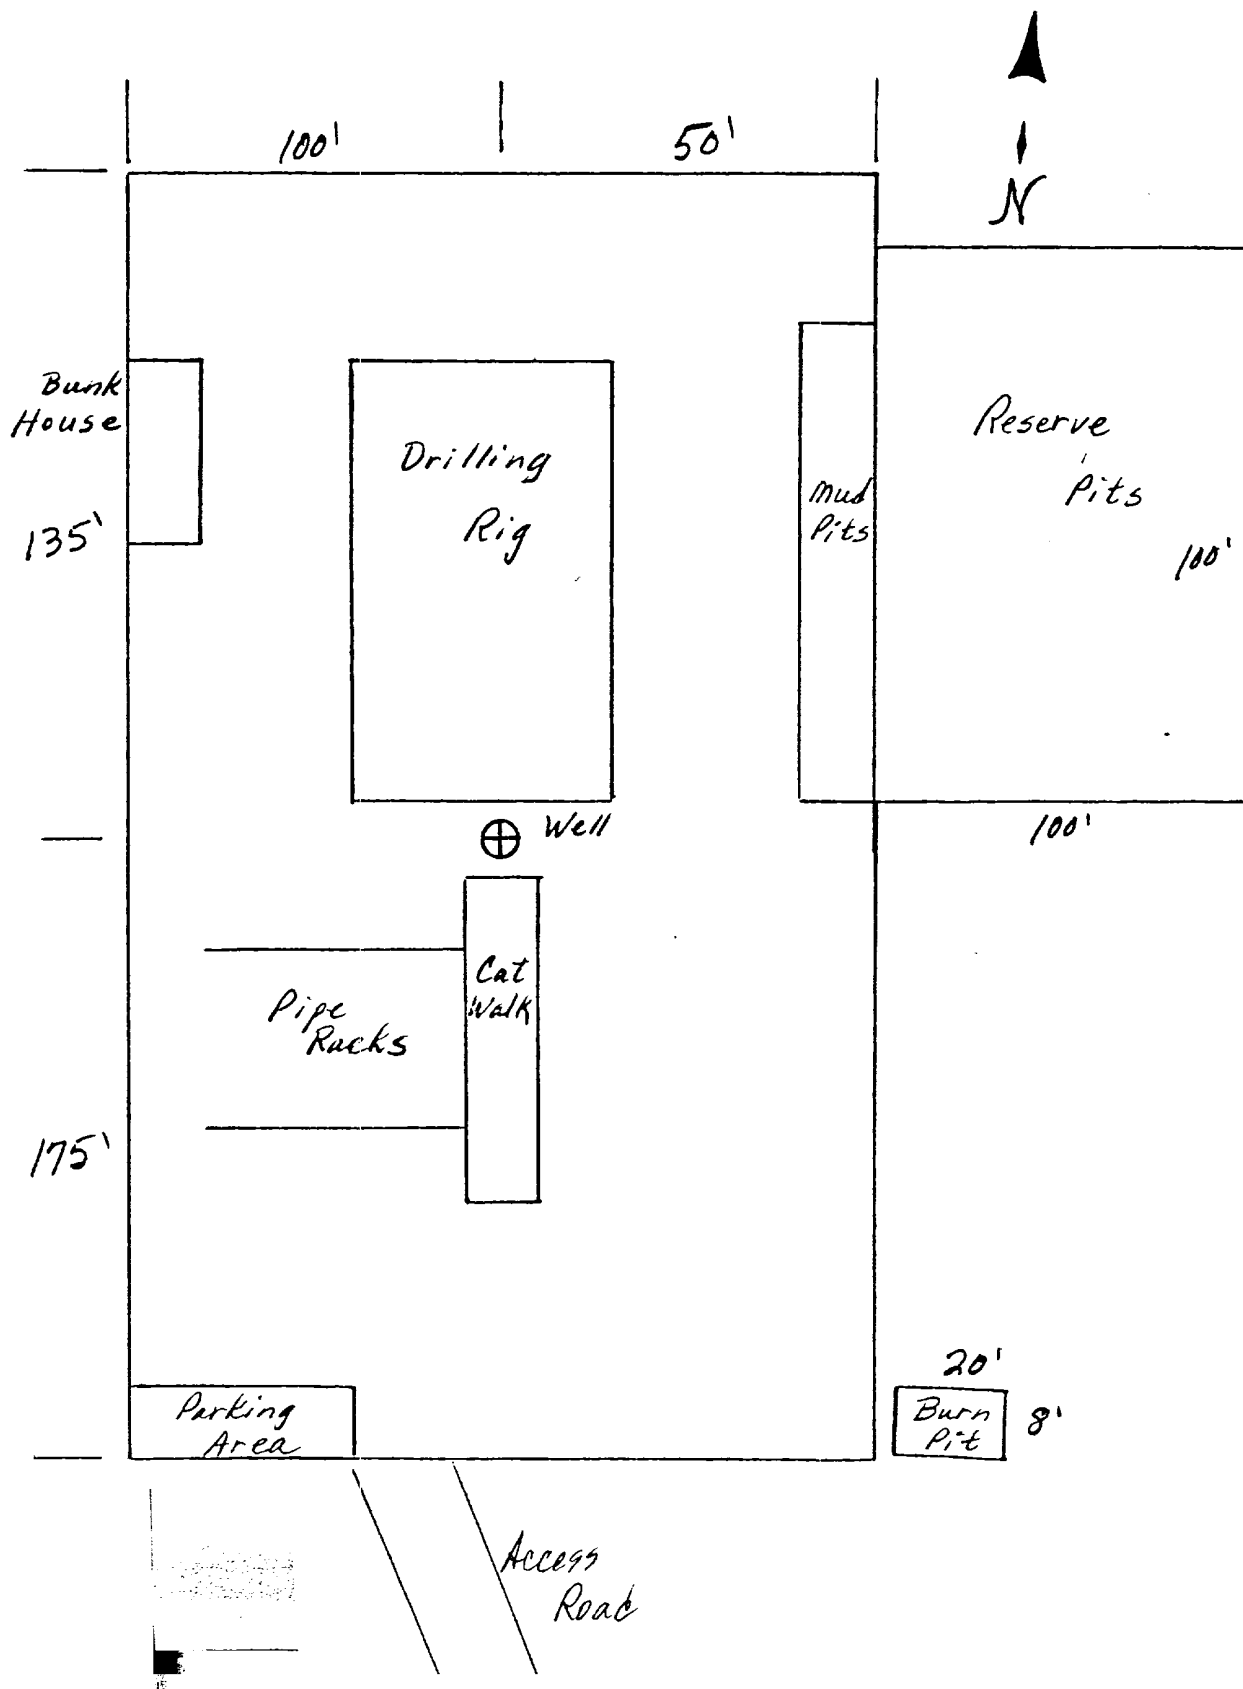 100'
50'
N
Bunk
House
Drilling
Rig
Mud
Pits
Reserve
Pits
135'
100'
Well
100'
Cat
Walk
Pipe
Racks
175'
20'
Parking
Area
Burn
Pit
8'
Access
Road